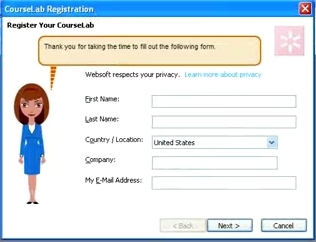 CourseLab Registration
Register Your CourseLab
Thank you for taking the time to fill out the following form.
Websoft respects your privacy. Learn more about privacy
First Name:
Last Name:
Country / Location: United States
Company:
My E-Mail Address:
< Back Next > Cancel